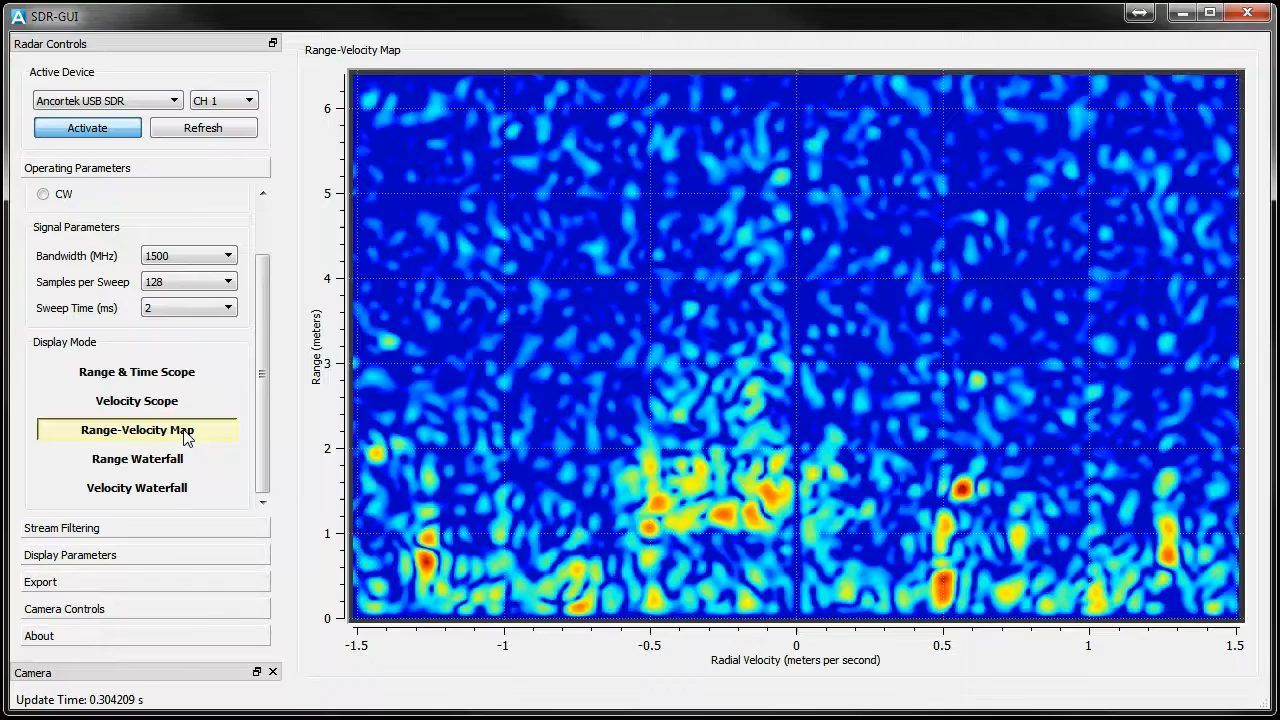 SDR-GUI
Radar Controls
Active Device
Ancortek USB SDR
CH 1
Activate
Refresh
Operating Parameters
CW
Signal Parameters
Bandwidth (MHz)
1500
Samples per Sweep
128
Sweep Time (ms)
2
Display Mode
Range & Time Scope
Velocity Scope
Range-Velocity Map
Range Waterfall
Velocity Waterfall
Stream Filtering
Display Parameters
Export
Camera Controls
About
Camera
Update Time: 0.304209 s
Range-Velocity Map
Range (meters)
6
5
4
3
2
1
0
-1.5 -1 -0.5 0 0.5 1 1.5
Radial Velocity (meters per second)